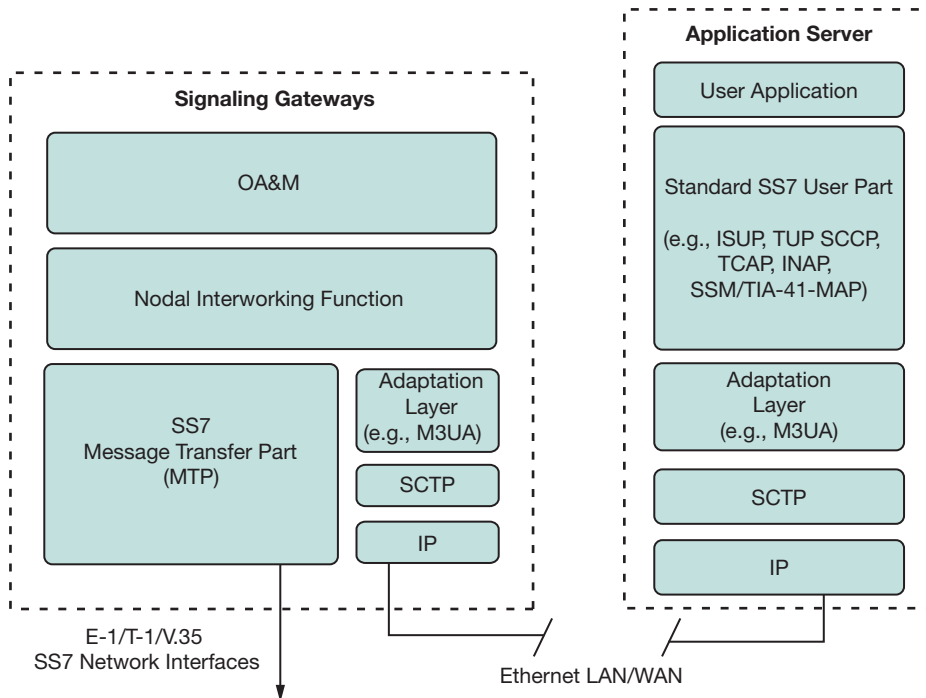 Signaling Gateways
OA&M
Nodal Interworking Function
SS7
Message Transfer Part
(MTP)
Adaptation
Layer
(e.g., M3UA)
SCTP
IP
E-1/T-1/V.35
SS7 Network Interfaces
Ethernet LAN/WAN
Application Server
User Application
Standard SS7 User Part
(e.g., ISUP, TUP SCCP,
TCAP, INAP,
SSM/TIA-41-MAP)
Adaptation
Layer
(e.g., M3UA)
SCTP
IP